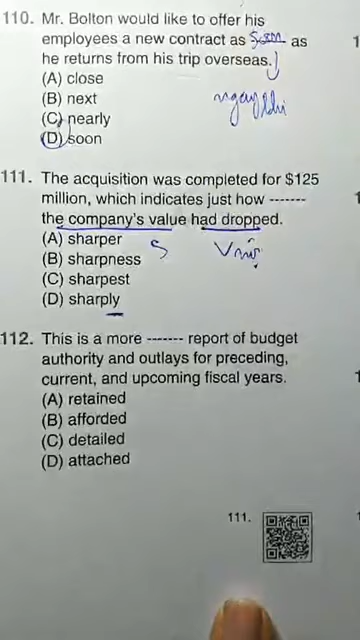 110. Mr. Bolton would like to offer his
employees a new contract as soon as
he returns from his trip overseas.
(A) close
(B) next
(C) nearly
(D) soon
ngay khi
111. The acquisition was completed for $125
million, which indicates just how -------
the company's value had dropped.
(A) sharper
(B) sharpness
(C) sharpest
(D) sharply
S
112. This is a more ------- report of budget
authority and outlays for preceding,
current, and upcoming fiscal years.
(A) retained
(B) afforded
(C) detailed
(D) attached
111.